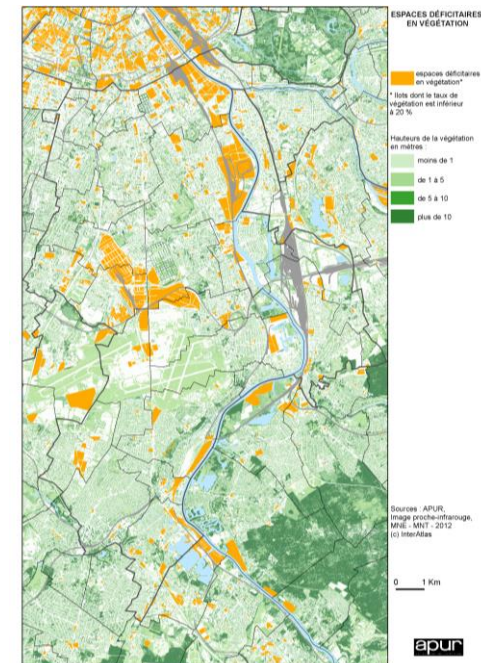 ESPACES DÉFICITAIRES
EN VÉGÉTATION
espaces déficitaires
en végétation*
* Ilots dont le taux de
végétation est inférieur
à 20 %
Hauteurs de la végétation
en mètres :
moins de 1
de 1 à 5
de 5 à 10
plus de 10
Sources : APUR,
Image proche-infrarouge,
MNE - MNT - 2012
(c) InterAtlas
0 1 Km
apur